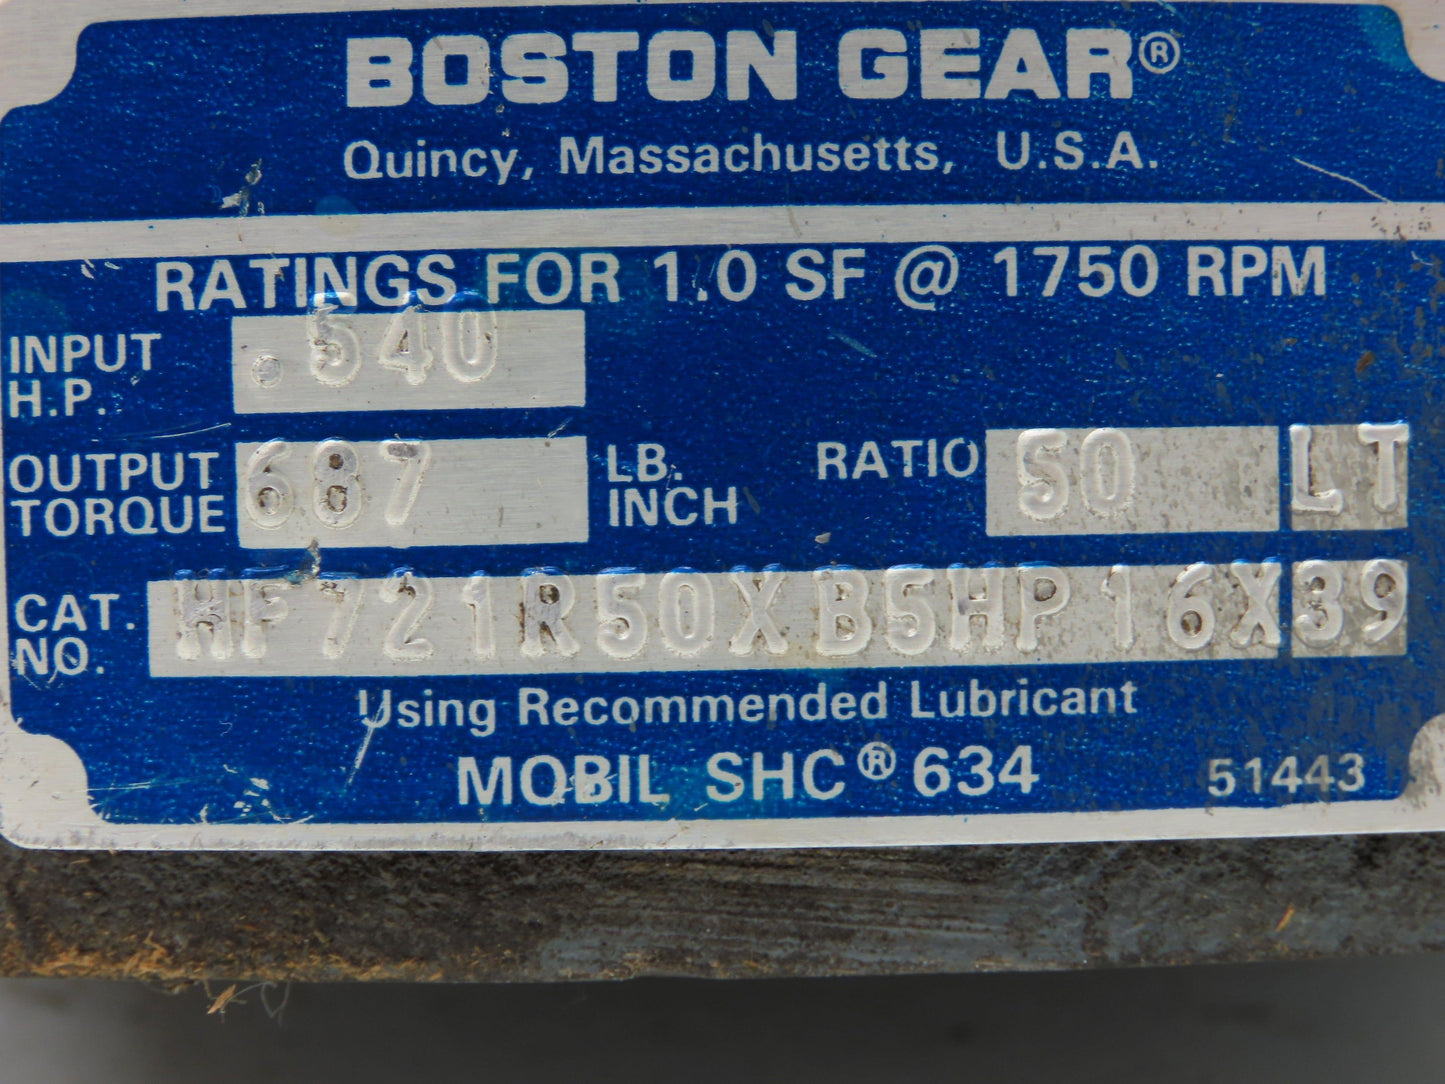 BOSTON GEAR®
Quincy, Massachusetts, U.S.A.
RATINGS FOR 1.0 SF @ 1750 RPM
INPUT H.P. .540
OUTPUT TORQUE 687 LB. INCH RATIO 50 LT
CAT. NO. HF721R50XB5HP16X39
Using Recommended Lubricant
MOBIL SHC® 634 51443